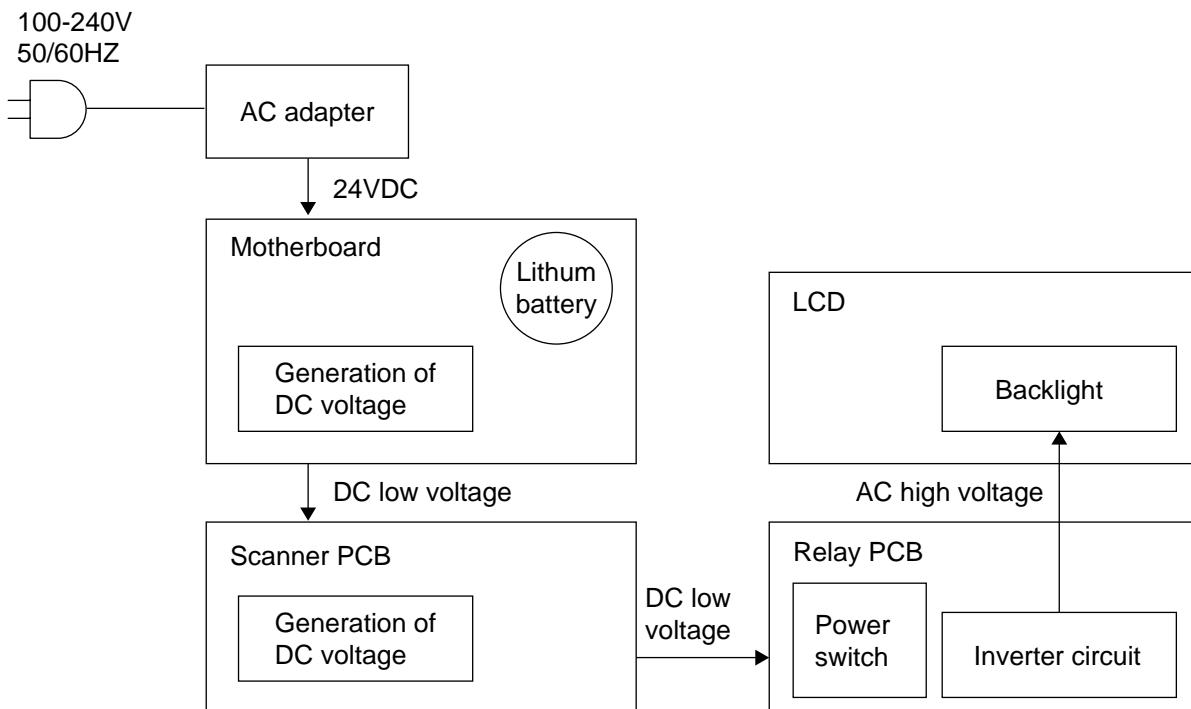 100-240V
50/60HZ
AC adapter
24VDC
Motherboard
Lithum
battery
Generation of
DC voltage
LCD
Backlight
DC low voltage
AC high voltage
Scanner PCB
Generation of
DC voltage
DC low
voltage
Relay PCB
Power
switch
Inverter circuit